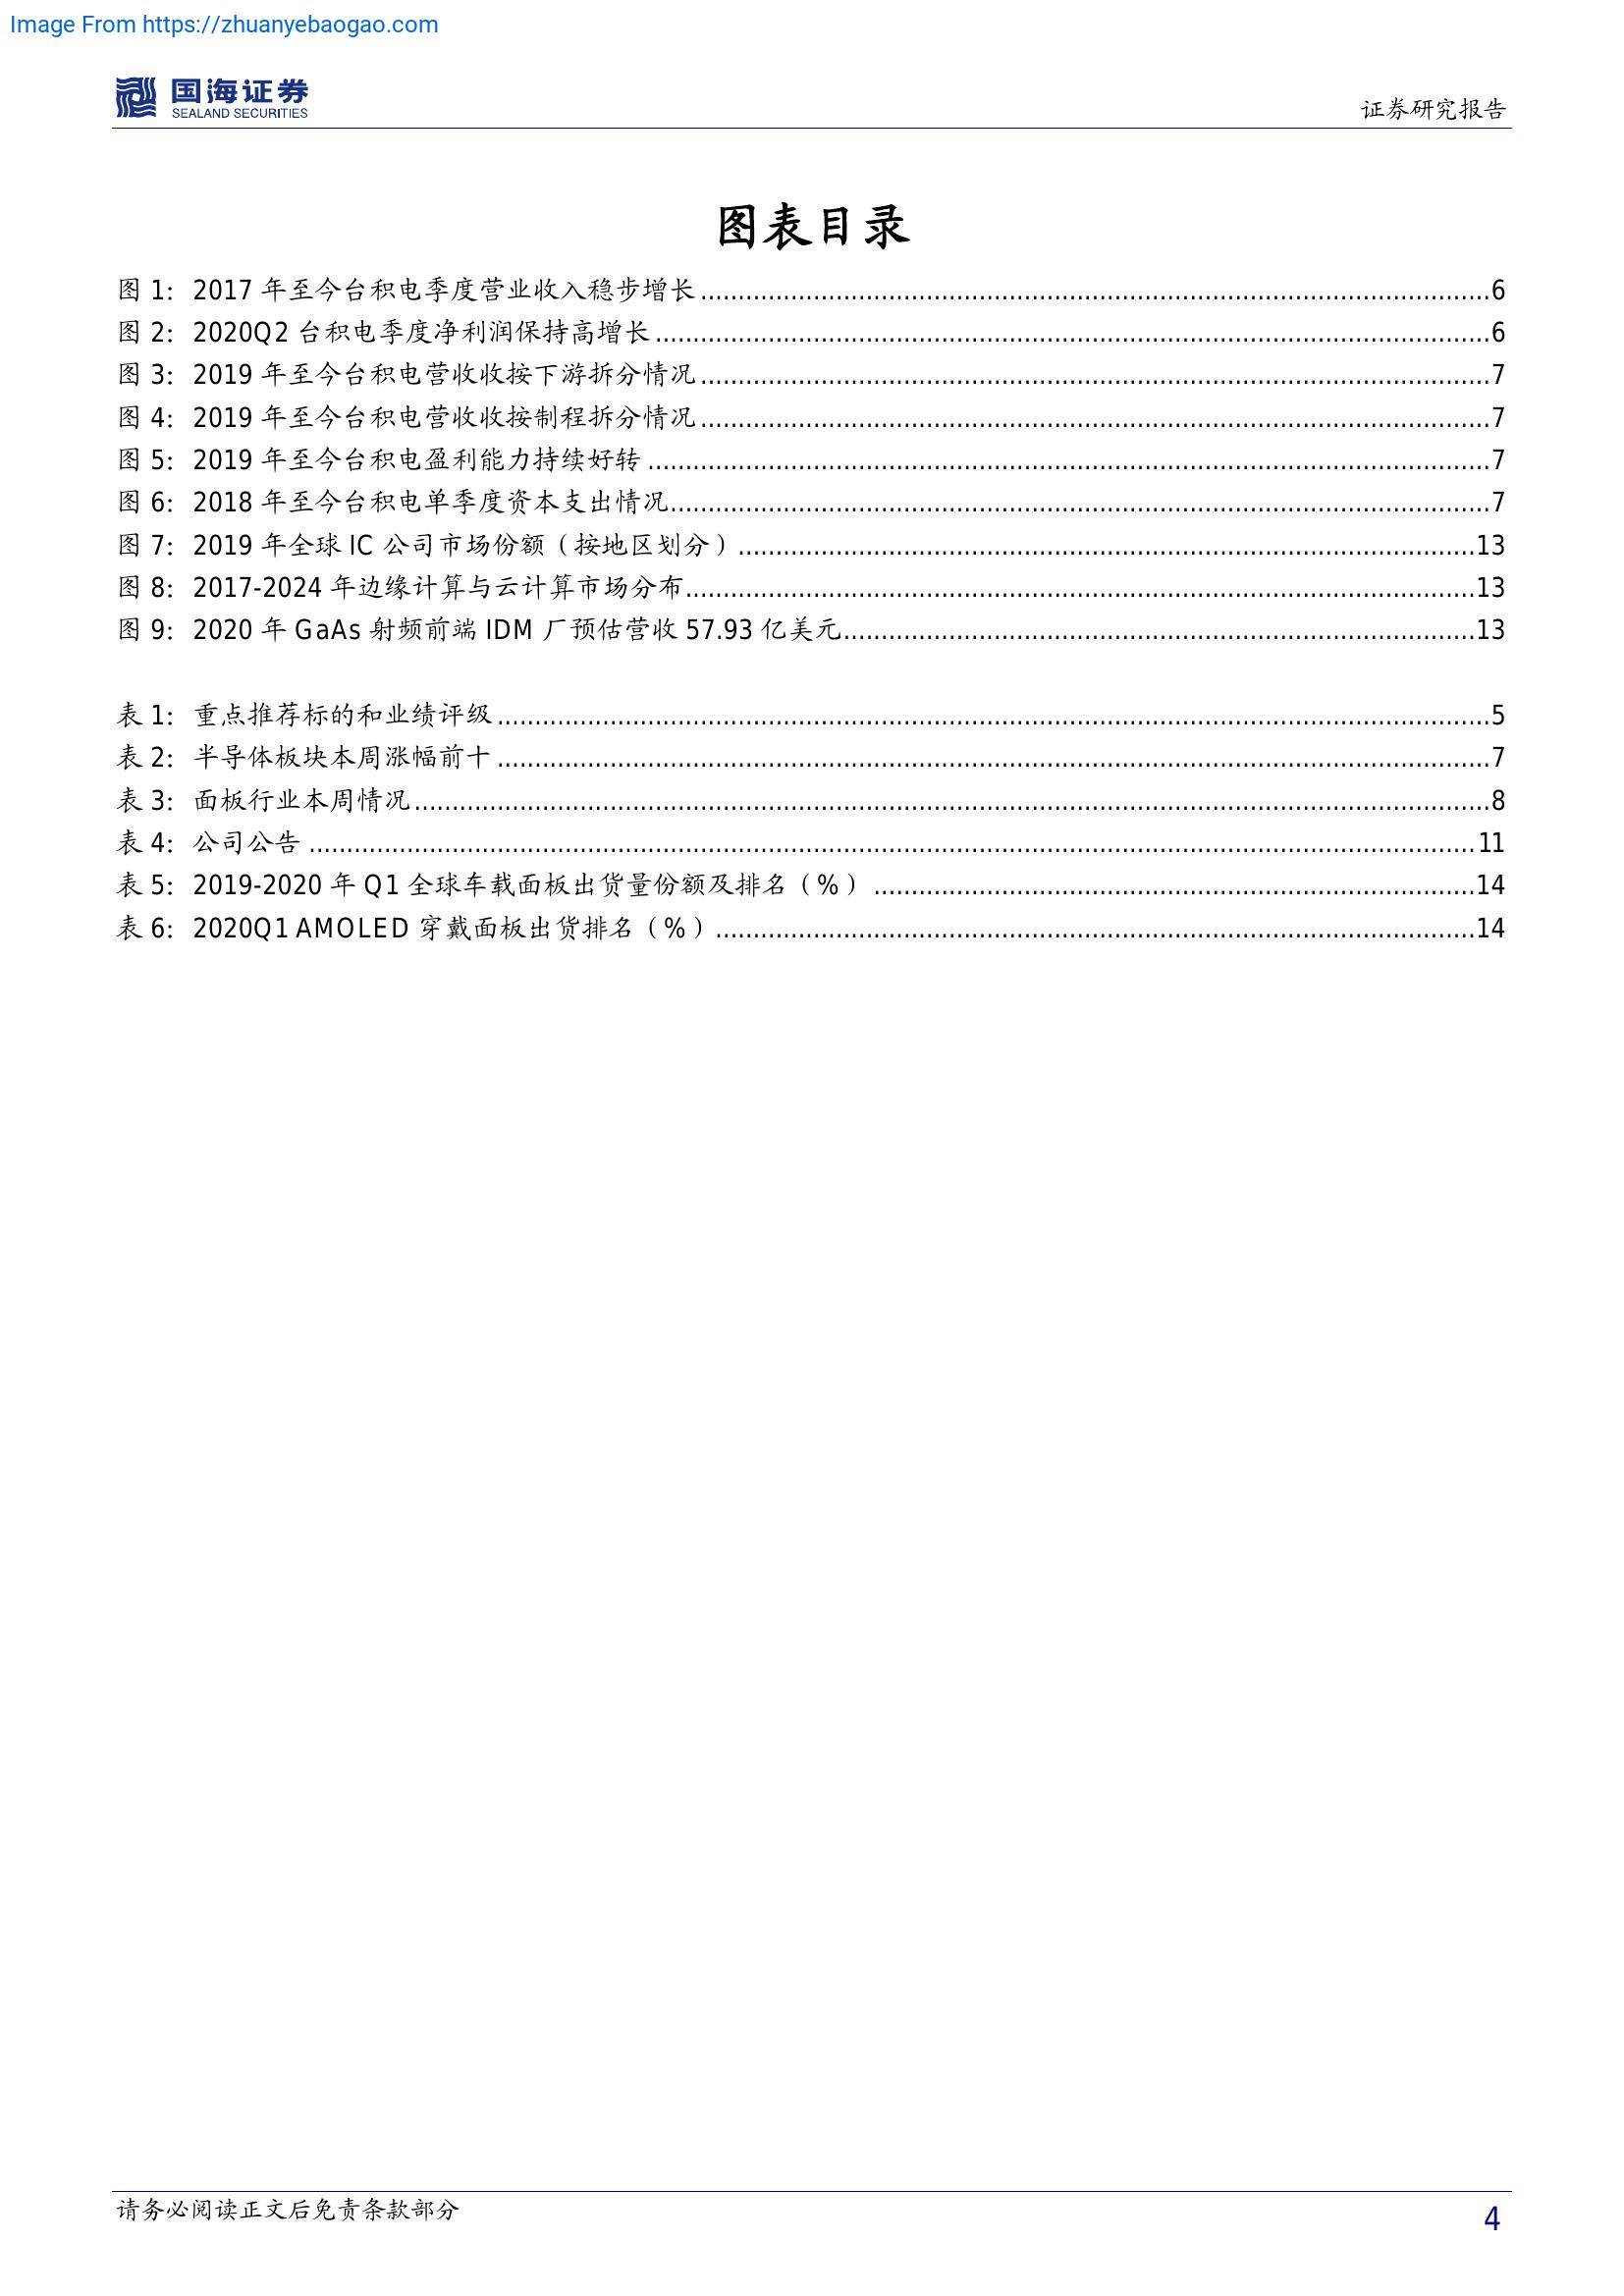 Image From https://zhuanyebaogao.com
国海证券
SEALAND SECURITIES
证券研究报告
图表目录
图 1: 2017 年至今台积电季度营业收入稳步增长 6
图 2: 2020Q2 台积电季度净利润保持高增长 6
图 3: 2019 年至今台积电营收收按下游拆分情况 7
图 4: 2019 年至今台积电营收收按制程拆分情况 7
图 5: 2019 年至今台积电盈利能力持续好转 7
图 6: 2018 年至今台积电单季度资本支出情况 7
图 7: 2019 年全球 IC 公司市场份额（按地区划分） 13
图 8: 2017-2024 年边缘计算与云计算市场分布 13
图 9: 2020 年 GaAs 射频前端 IDM 厂预估营收 57.93 亿美元 13
表 1: 重点推荐标的和业绩评级 5
表 2: 半导体板块本周涨幅前十 7
表 3: 面板行业本周情况 8
表 4: 公司公告 11
表 5: 2019-2020 年 Q1 全球车载面板出货量份额及排名（%） 14
表 6: 2020Q1 AMOLED 穿戴面板出货排名（%） 14
请务必阅读正文后免责条款部分
4